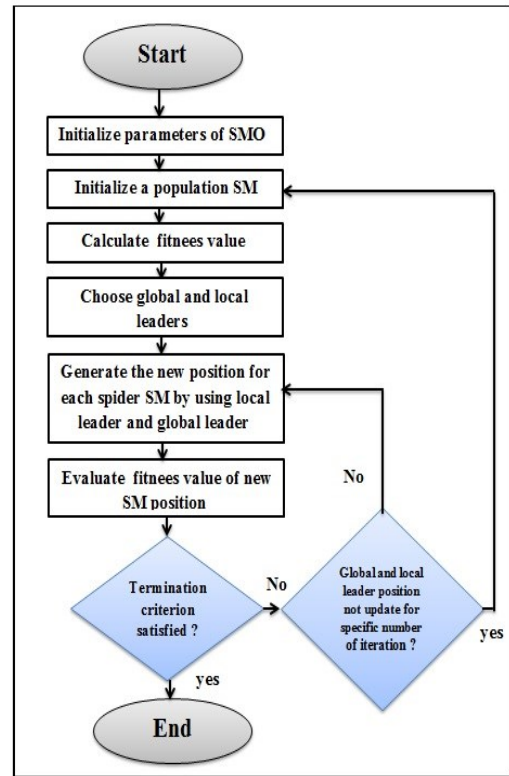 Start
Initialize parameters of SMO
Initialize a population SM
Calculate fitnees value
Choose global and local
leaders
Generate the new position for
each spider SM by using local
leader and global leader
Evaluate fitnees value of new
SM position
No
Termination
criterion
satisfied ?
No
Global and local
leader position
not update for
specific number
of iteration ?
yes
yes
End